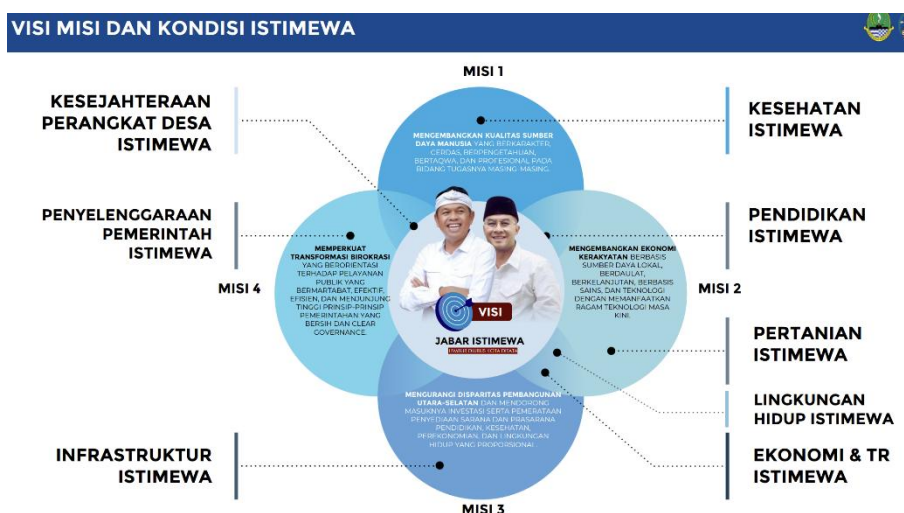 VISI MISI DAN KONDISI ISTIMEWA
MISI 1
KESEJAHTERAAN
PERANGKAT DESA
ISTIMEWA
KESEHATAN
ISTIMEWA
MENGEMBANGKAN KUALITAS SUMBER
DAYA MANUSIA YANG BERKARAKTER,
CERDAS, BERPENGETAHUAN,
BERTAQWA, DAN PROFESIONAL PADA
BIDANG TUGASNYA MASING-MASING.
PENYELENGGARAAN
PEMERINTAH
ISTIMEWA
PENDIDIKAN
ISTIMEWA
MISI 4
MEMPERKUAT
TRANSFORMASI BIROKRASI
YANG BERORIENTASI
TERHADAP PELAYANAN
PUBLIK YANG
BERMARTABAT, EFEKTIF,
EFISIEN, DAN MENJUNJUNG
TINGGI PRINSIP-PRINSIP
PEMERINTAHAN YANG
BERSIH DAN CLEAR
GOVERNANCE.
MENGEMBANGKAN EKONOMI
KERAKYATAN BERBASIS
SUMBER DAYA LOKAL,
BERDAULAT,
BERKELANJUTAN, BERBASIS
SAINS, DAN TEKNOLOGI
DENGAN MEMANFAATKAN
RAGAM TEKNOLOGI MASA
KINI.
MISI 2
VISI
JABAR ISTIMEWA
PERTANIAN
ISTIMEWA
LINGKUNGAN
HIDUP ISTIMEWA
MENGURANGI DISPARITAS PEMBANGUNAN
UTARA-SELATAN DAN MENDORONG
MASUKNYA INVESTASI SERTA PEMERATAAN
PENYEDIAAN SARANA DAN PRASARANA
PENDIDIKAN, KESEHATAN,
PEREKONOMIAN, DAN LINGKUNGAN
HIDUP YANG PROPORSIONAL.
INFRASTRUKTUR
ISTIMEWA
EKONOMI & TR
ISTIMEWA
MISI 3